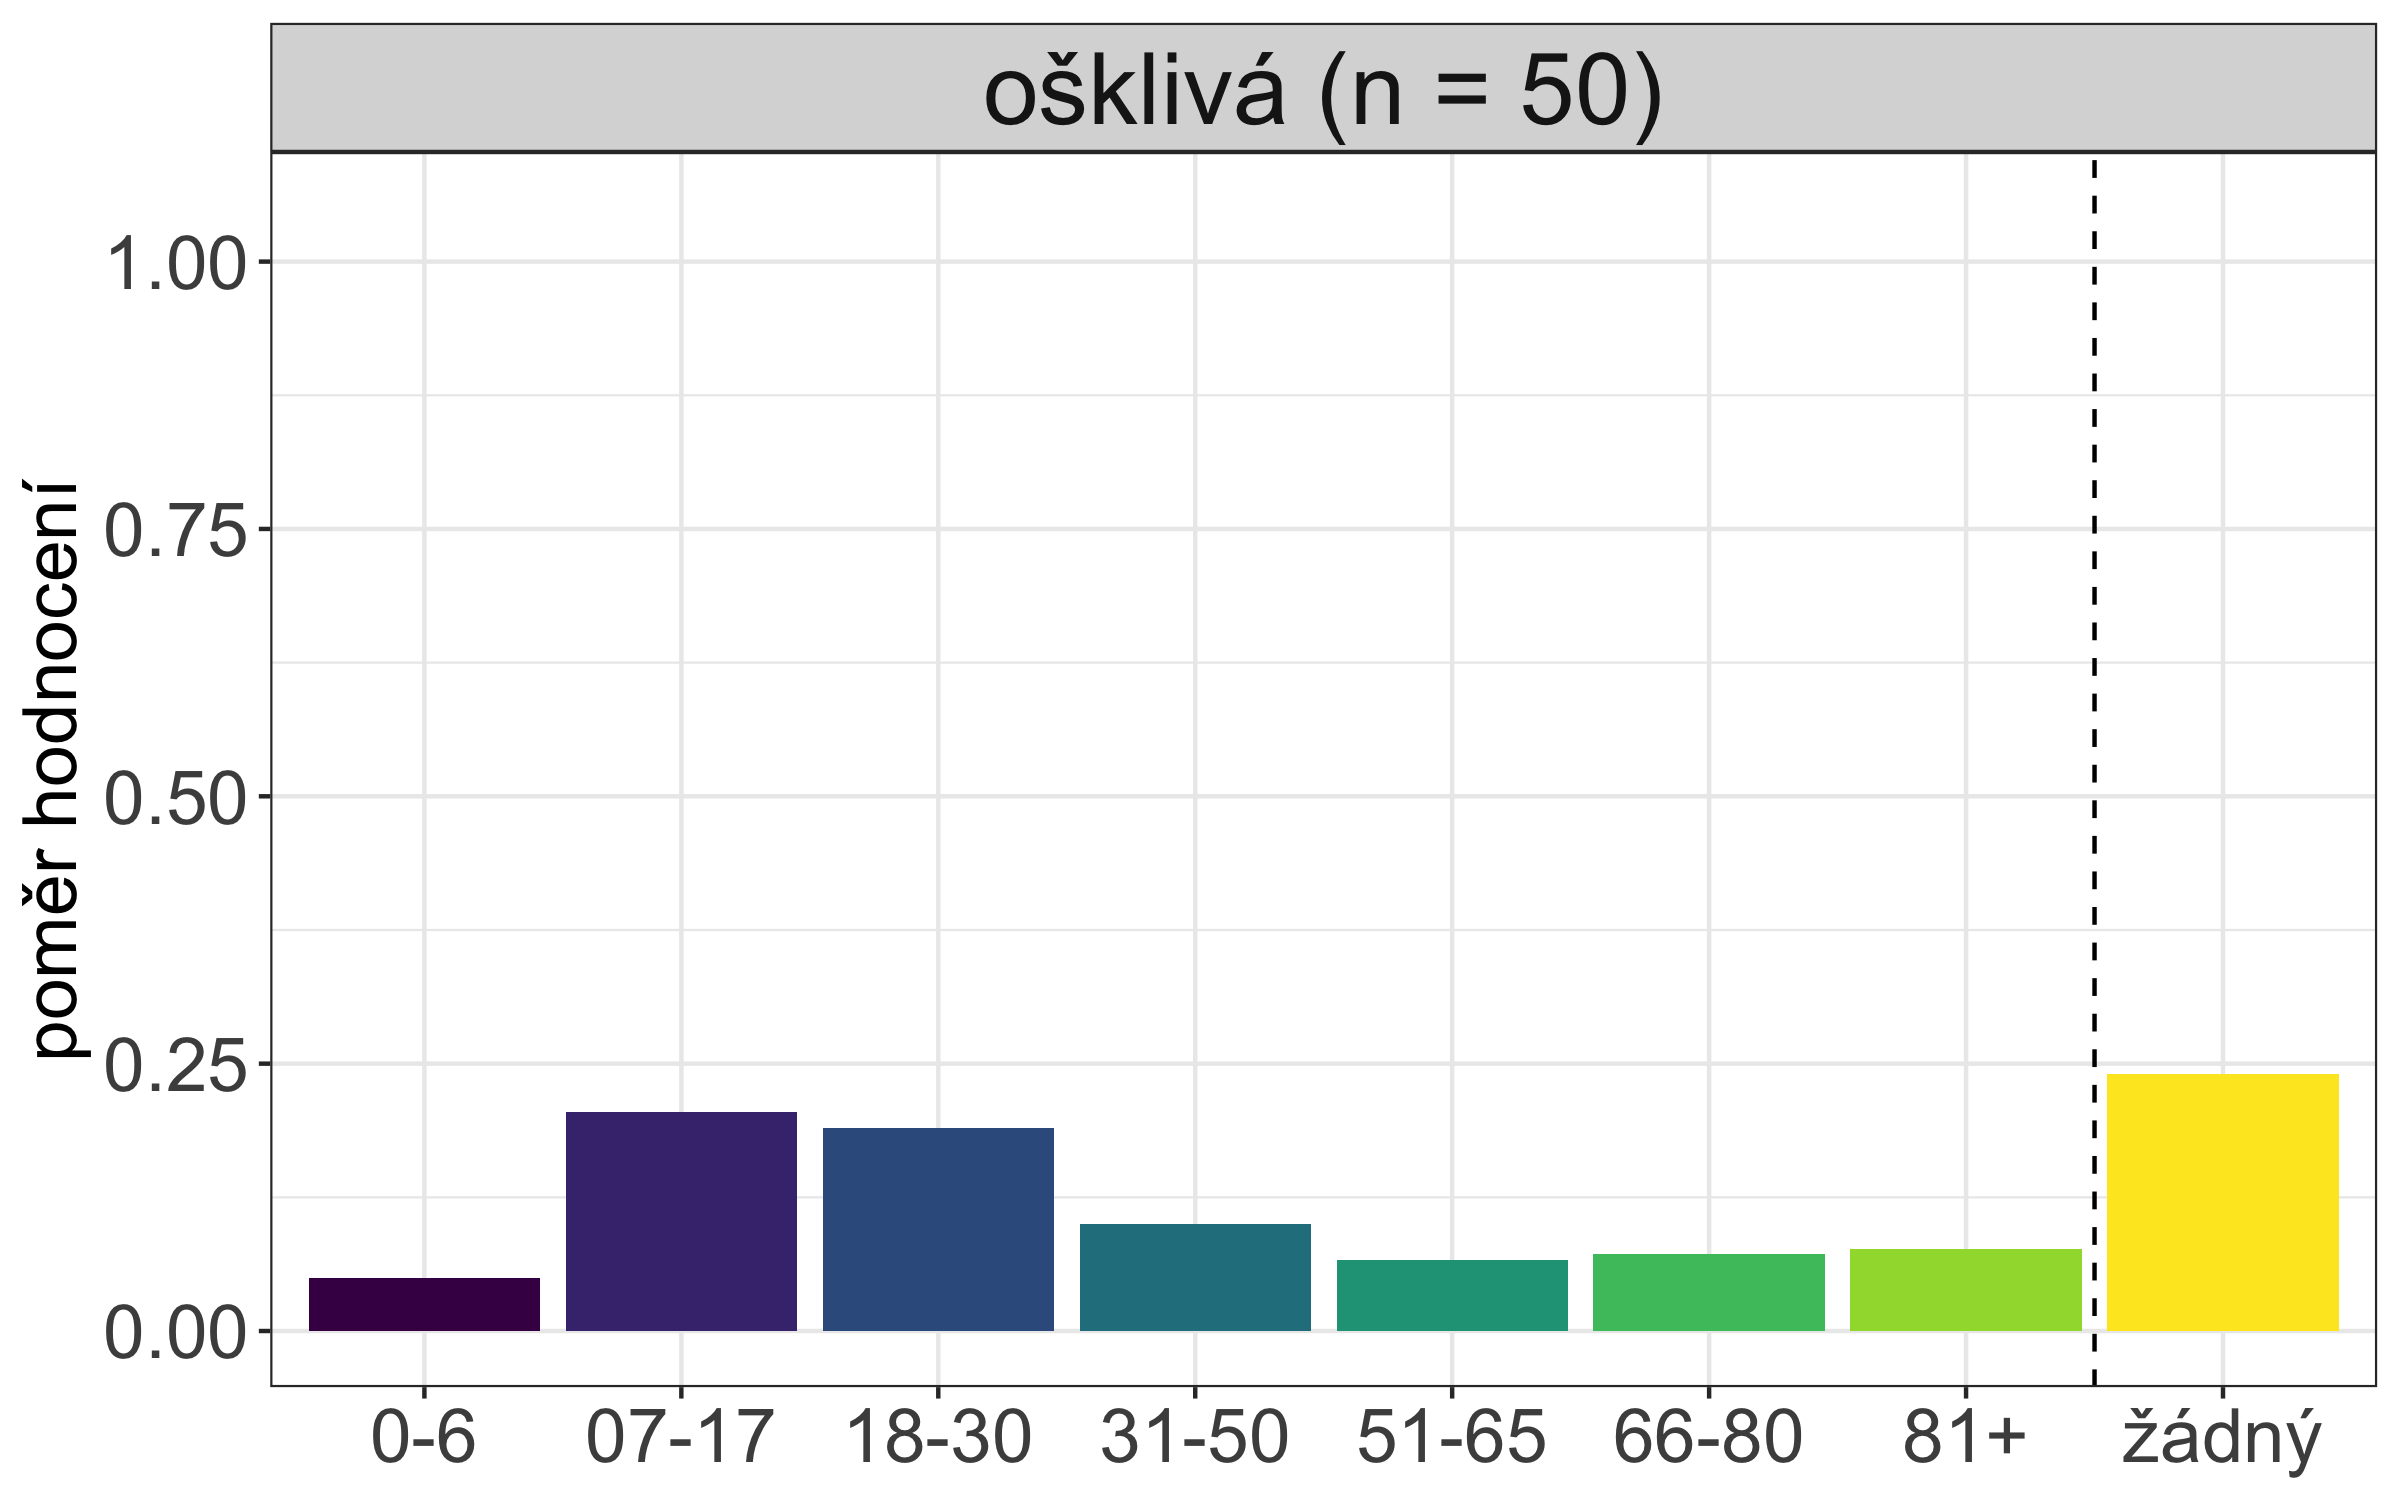 ošklivá (n = 50)
poměr hodnocení
1.00
0.75
0.50
0.25
0.00
0-6 07-17 18-30 31-50 51-65 66-80 81+ žádný